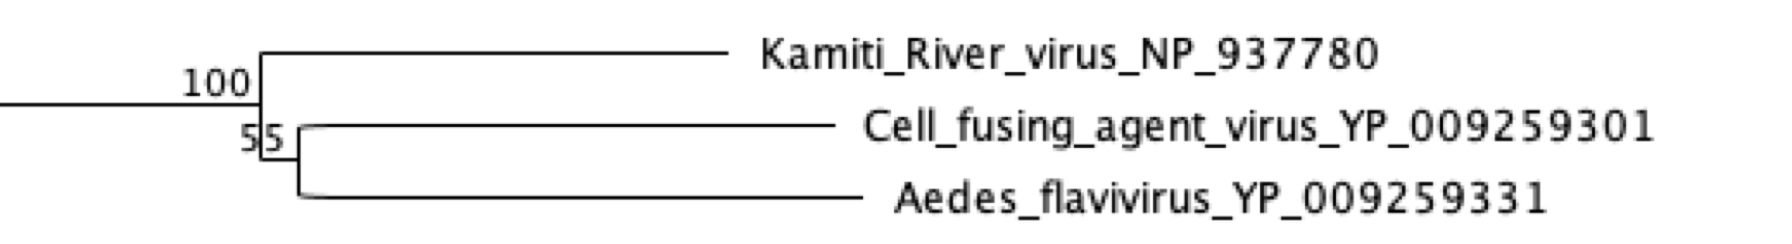 Kamiti_River_virus_NP_937780
100
Cell_fusing_agent_virus_YP_009259301
55
Aedes_flavivirus_YP_009259331